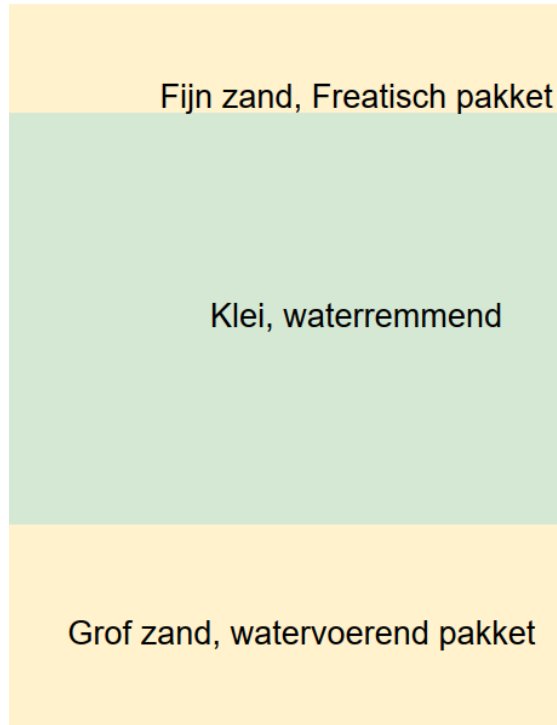 Fijn zand, Freatisch pakket
Klei, waterremmend
Grof zand, watervoerend pakket